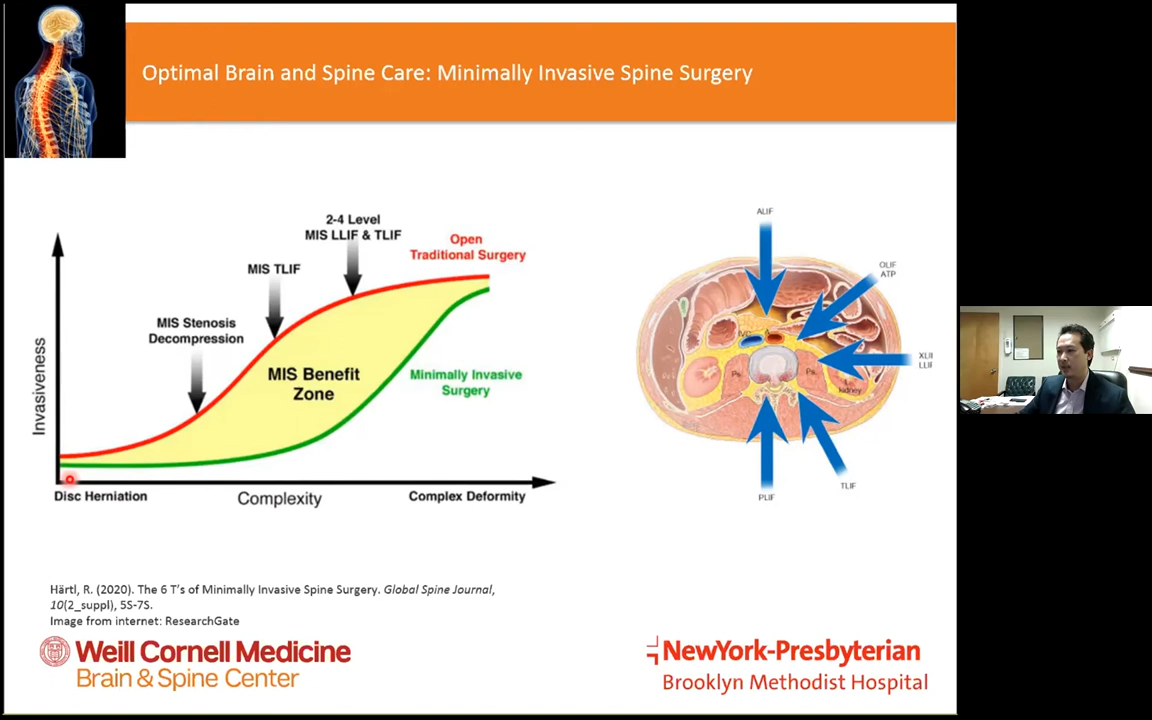 Optimal Brain and Spine Care: Minimally Invasive Spine Surgery
2-4 Level
MIS LLIF & TLIF
Open
Traditional Surgery
MIS TLIF
MIS Stenosis
Decompression
MIS Benefit
Zone
Minimally Invasive
Surgery
Invasiveness
Disc Herniation
Complexity
Complex Deformity
ALIF
OLIF
ATP
XLIF
LLIF
Ps.
Ps.
kidney
PLIF
TLIF
Härtl, R. (2020). The 6 T's of Minimally Invasive Spine Surgery. Global Spine Journal,
10(2_suppl), 5S-7S.
Image from internet: ResearchGate
Weill Cornell Medicine
Brain & Spine Center
NewYork-Presbyterian
Brooklyn Methodist Hospital